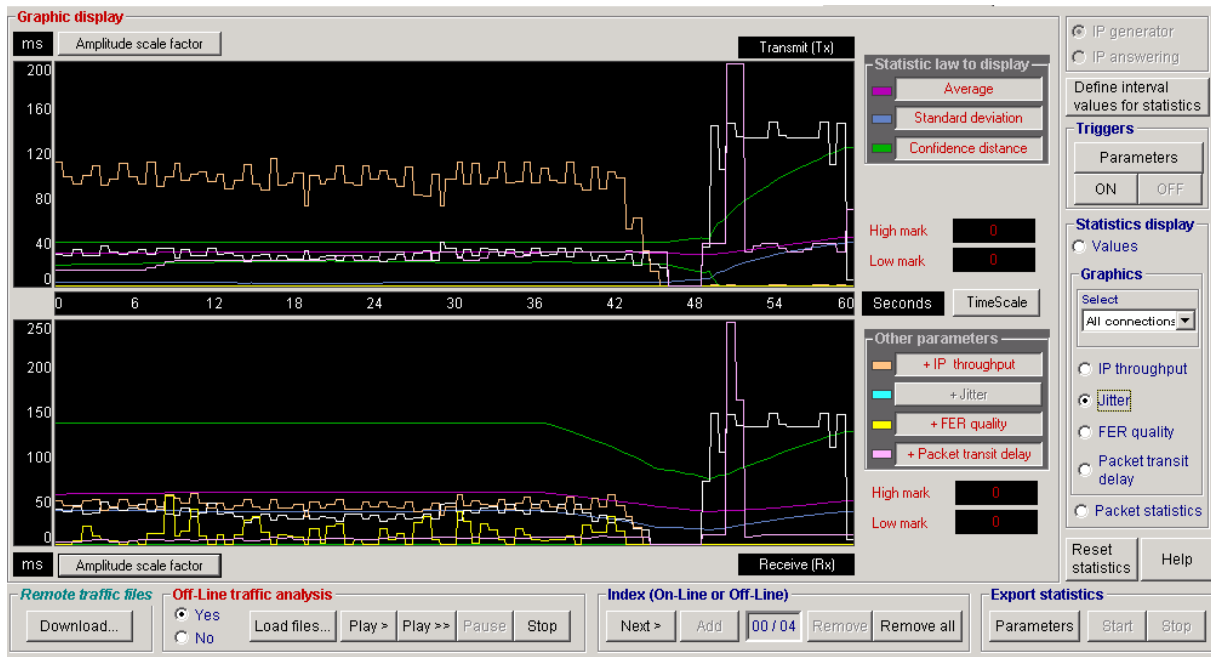 Graphic display
ms
Amplitude scale factor
Transmit (Tx)
200
160
120
80
40
0
Statistic law to display
Average
Standard deviation
Confidence distance
High mark
0
Low mark
0
0 6 12 18 24 30 36 42 48 54 60
Seconds
TimeScale
250
200
150
100
50
0
Other parameters
+ IP throughput
+ Jitter
+ FER quality
+ Packet transit delay
High mark
0
Low mark
0
ms
Amplitude scale factor
Receive (Rx)
IP generator
IP answering
Define interval
values for statistics
Triggers
Parameters
ON
OFF
Statistics display
Values
Graphics
Select
All connections
IP throughput
Jitter
FER quality
Packet transit
delay
Packet statistics
Reset
statistics
Help
Remote traffic files
Download...
Off-Line traffic analysis
Yes
No
Load files...
Play >
Play >>
Pause
Stop
Index (On-Line or Off-Line)
Next >
Add
00 / 04
Remove
Remove all
Export statistics
Parameters
Start
Stop